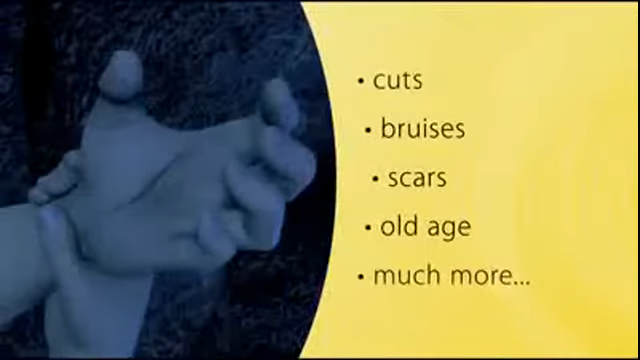 • cuts
• bruises
• scars
• old age
• much more...